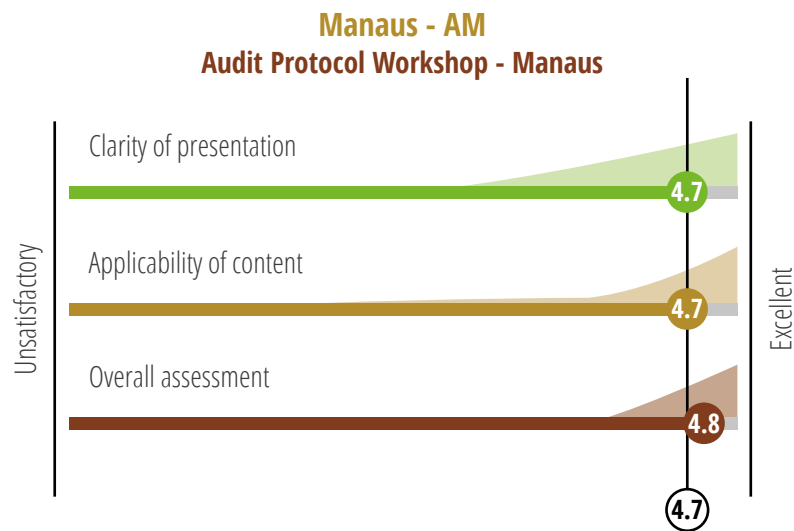 Manaus - AM
Audit Protocol Workshop - Manaus
Unsatisfactory
Clarity of presentation
4.7
Applicability of content
4.7
Overall assessment
4.8
Excellent
4.7